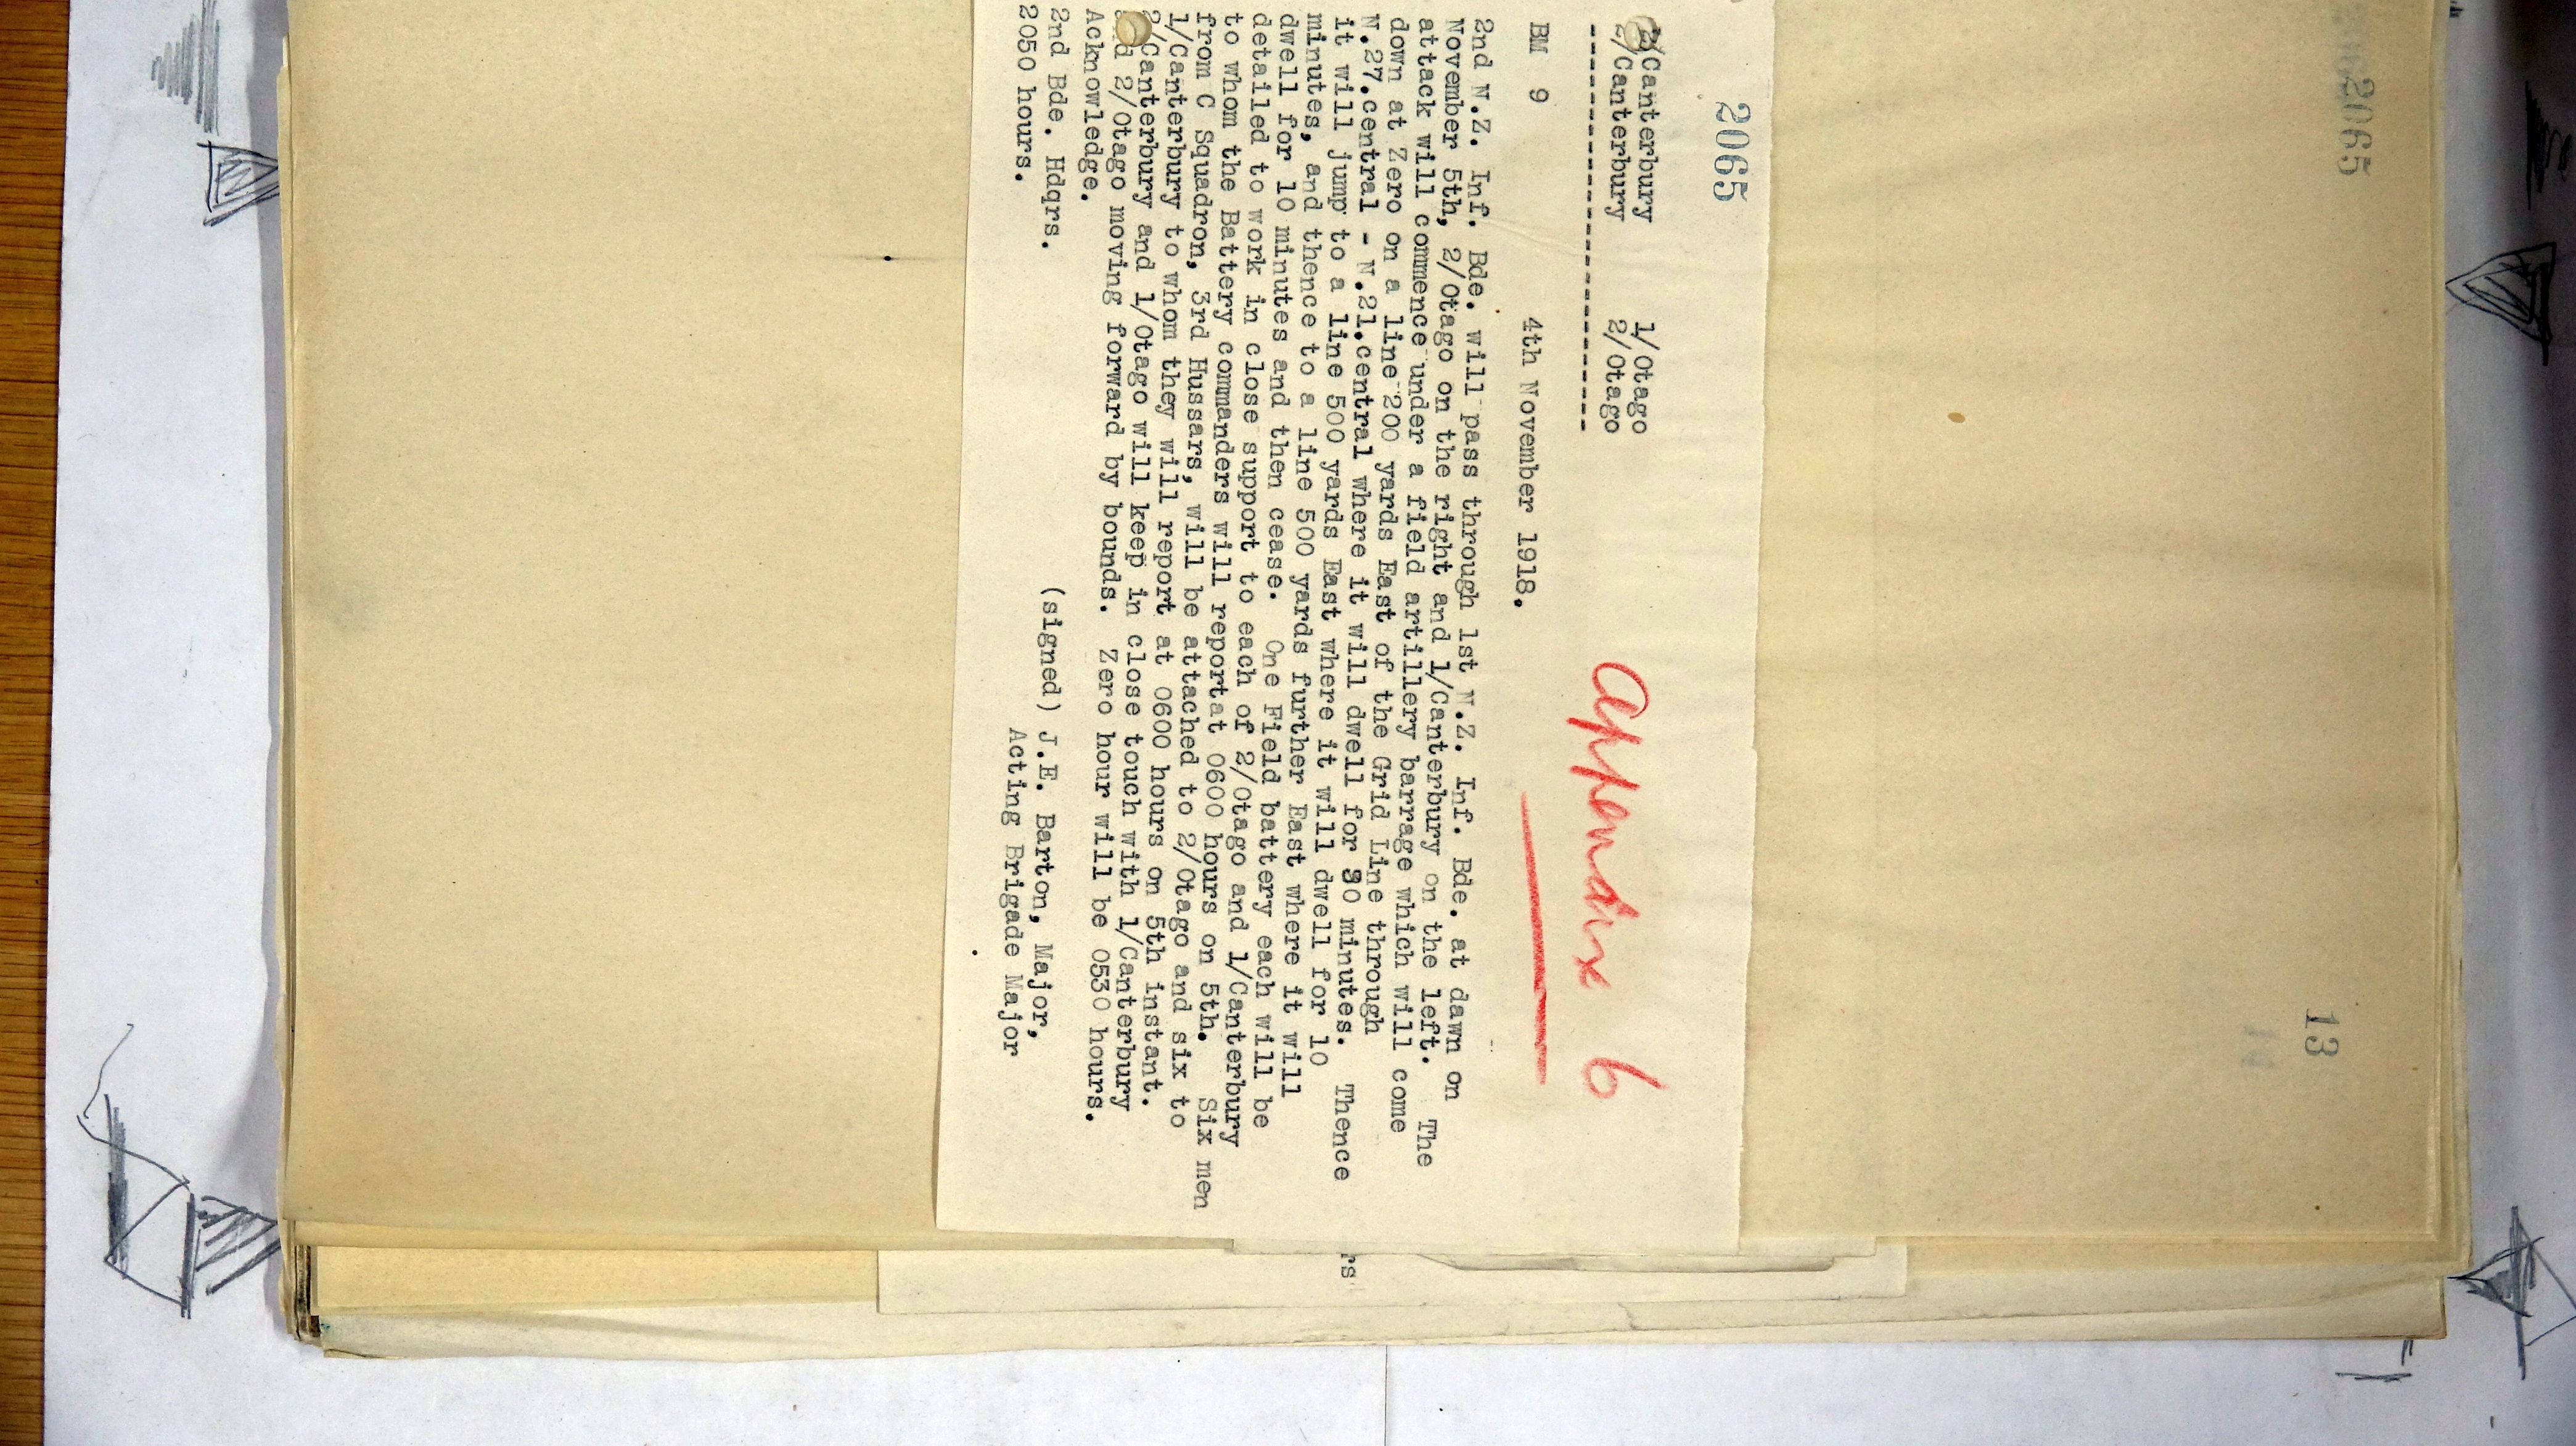 2065
13
2065
/Canterbury 1/Otago
2/Canterbury 2/Otago
--------------------------------
Appendix 6
BM 9 4th November 1918.
2nd N.Z. Inf. Bde. will pass through 1st N.Z. Inf. Bde. at dawn on
November 5th, 2/Otago on the right and 1/Canterbury on the left. The
attack will commence under a field artillery barrage which will come
down at Zero on a line 200 yards East of the Grid Line through
N.27.central - N.21.central where it will dwell for 30 minutes. Thence
it will jump to a line 500 yards East where it will dwell for 10
minutes, and thence to a line 500 yards further East where it will
dwell for 10 minutes and then cease. One Field battery each will be
detailed to work in close support to each of 2/Otago and 1/Canterbury
to whom the Battery commanders will reportat 0600 hours on 5th. Six men
from C Squadron, 3rd Hussars, will be attached to 2/Otago and six to
1/Canterbury to whom they will report at 0600 hours on 5th instant.
2/Canterbury and 1/Otago will keep in close touch with 1/Canterbury
d 2/Otago moving forward by bounds. Zero hour will be 0530 hours.
Acknowledge.
2nd Bde. Hdqrs. (signed) J.E. Barton, Major,
2050 hours. Acting Brigade Major
rs